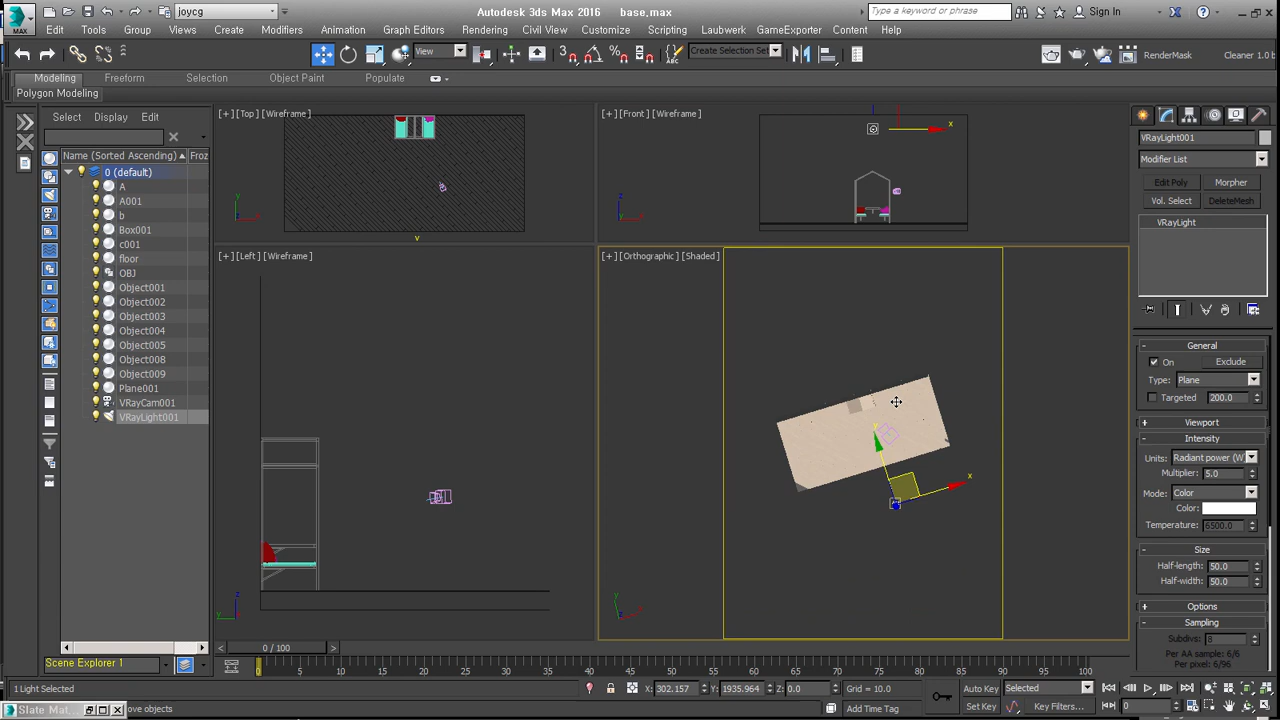 joycg
Autodesk 3ds Max 2016
base.max
Type a keyword or phrase
Sign In
MAX
Edit Tools Group Views Create Modifiers Animation Graph Editors Rendering Civil View Customize Scripting Laubwerk GameExporter Content Help
View
Create Selection Set
RenderMask
Cleaner 1.0
Modeling Freeform Selection Object Paint Populate
Polygon Modeling
Select Display Edit
Name (Sorted Ascending) Froz
0 (default)
A
A001
b
Box001
c001
floor
OBJ
Object001
Object002
Object003
Object004
Object005
Object008
Object009
Plane001
VRayCam001
VRayLight001
Scene Explorer 1
[+] [Top] [Wireframe]
[+] [Front] [Wireframe]
[+] [Left] [Wireframe]
[+] [Orthographic] [Shaded]
VRayLight001
Modifier List
Edit Poly Morpher
Vol. Select DeleteMesh
VRayLight
General
On Exclude
Type: Plane
Targeted 200.0
Viewport
Intensity
Units: Radiant power (W
Multiplier: 5.0
Mode: Color
Color:
Temperature: 6500.0
Size
Half-length: 50.0
Half-width: 50.0
Options
Sampling
Subdivs: 8
Per AA sample: 6/6
Per pixel: 6/96
0 / 100
0 5 10 15 20 25 30 35 40 45 50 55 60 65 70 75 80 85 90 95 100
1 Light Selected
X: 302.157 Y: 1935.964 Z: 0.0 Grid = 10.0
Auto Key Selected
Slate Mat... ove objects
Add Time Tag
Set Key Key Filters...
0